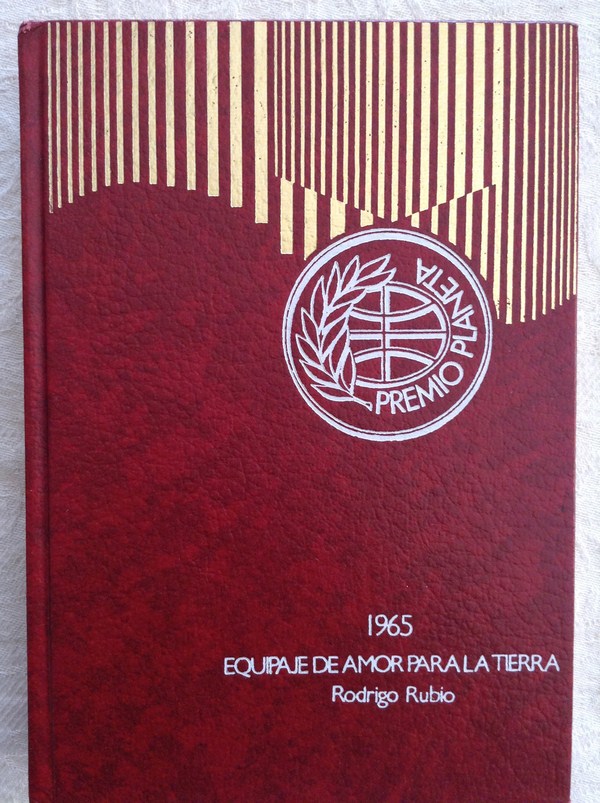 PREMIO PLANETA
1965
EQUIPAJE DE AMOR PARA LA TIERRA
Rodrigo Rubio